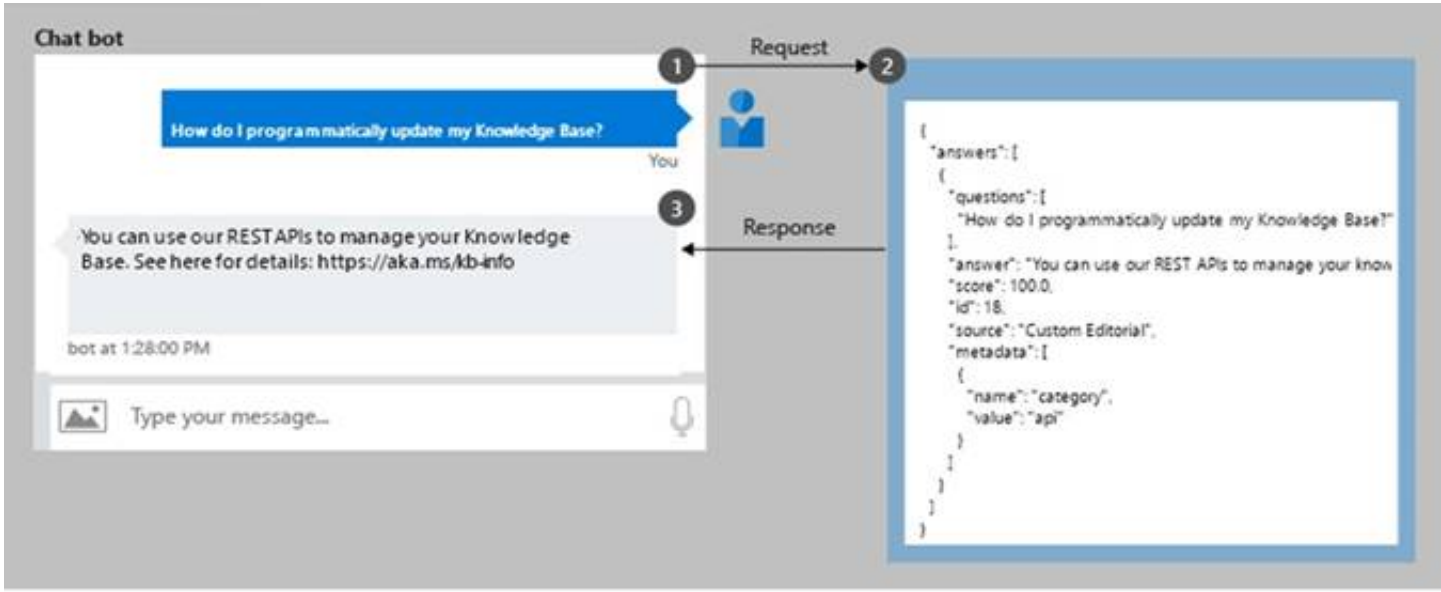 Chat bot
1
Request
2
How do I programmatically update my Knowledge Base?
You
3
You can use our REST APIs to manage your Knowledge
Base. See here for details: https://aka.ms/kb-info
Response
bot at 1:28:00 PM
Type your message...
{
"answers": [
{
"questions": [
"How do I programmatically update my Knowledge Base?"
],
"answer": "You can use our REST APIs to manage your know
"score": 100.0,
"id": 18,
"source": "Custom Editorial",
"metadata": [
{
"name": "category",
"value": "api"
}
]
}
]
}